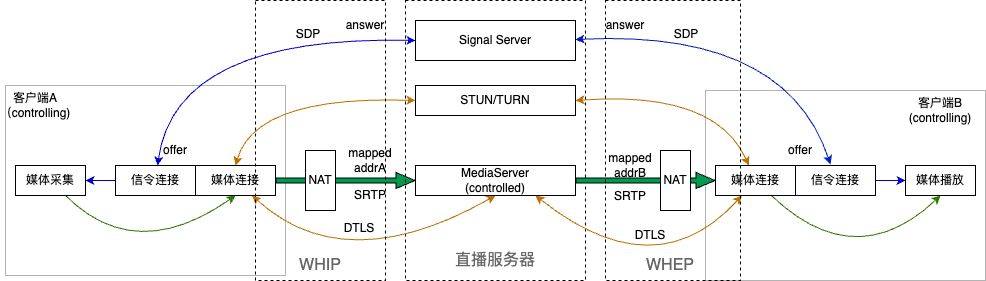 answer
answer
SDP
Signal Server
SDP
客户端A
(controlling)
STUN/TURN
客户端B
(controlling)
offer
mapped
addrA
mapped
addrB
offer
媒体采集
信令连接
媒体连接
NAT
SRTP
MediaServer
(controlled)
SRTP
NAT
媒体连接
信令连接
媒体播放
DTLS
DTLS
WHIP
直播服务器
WHEP